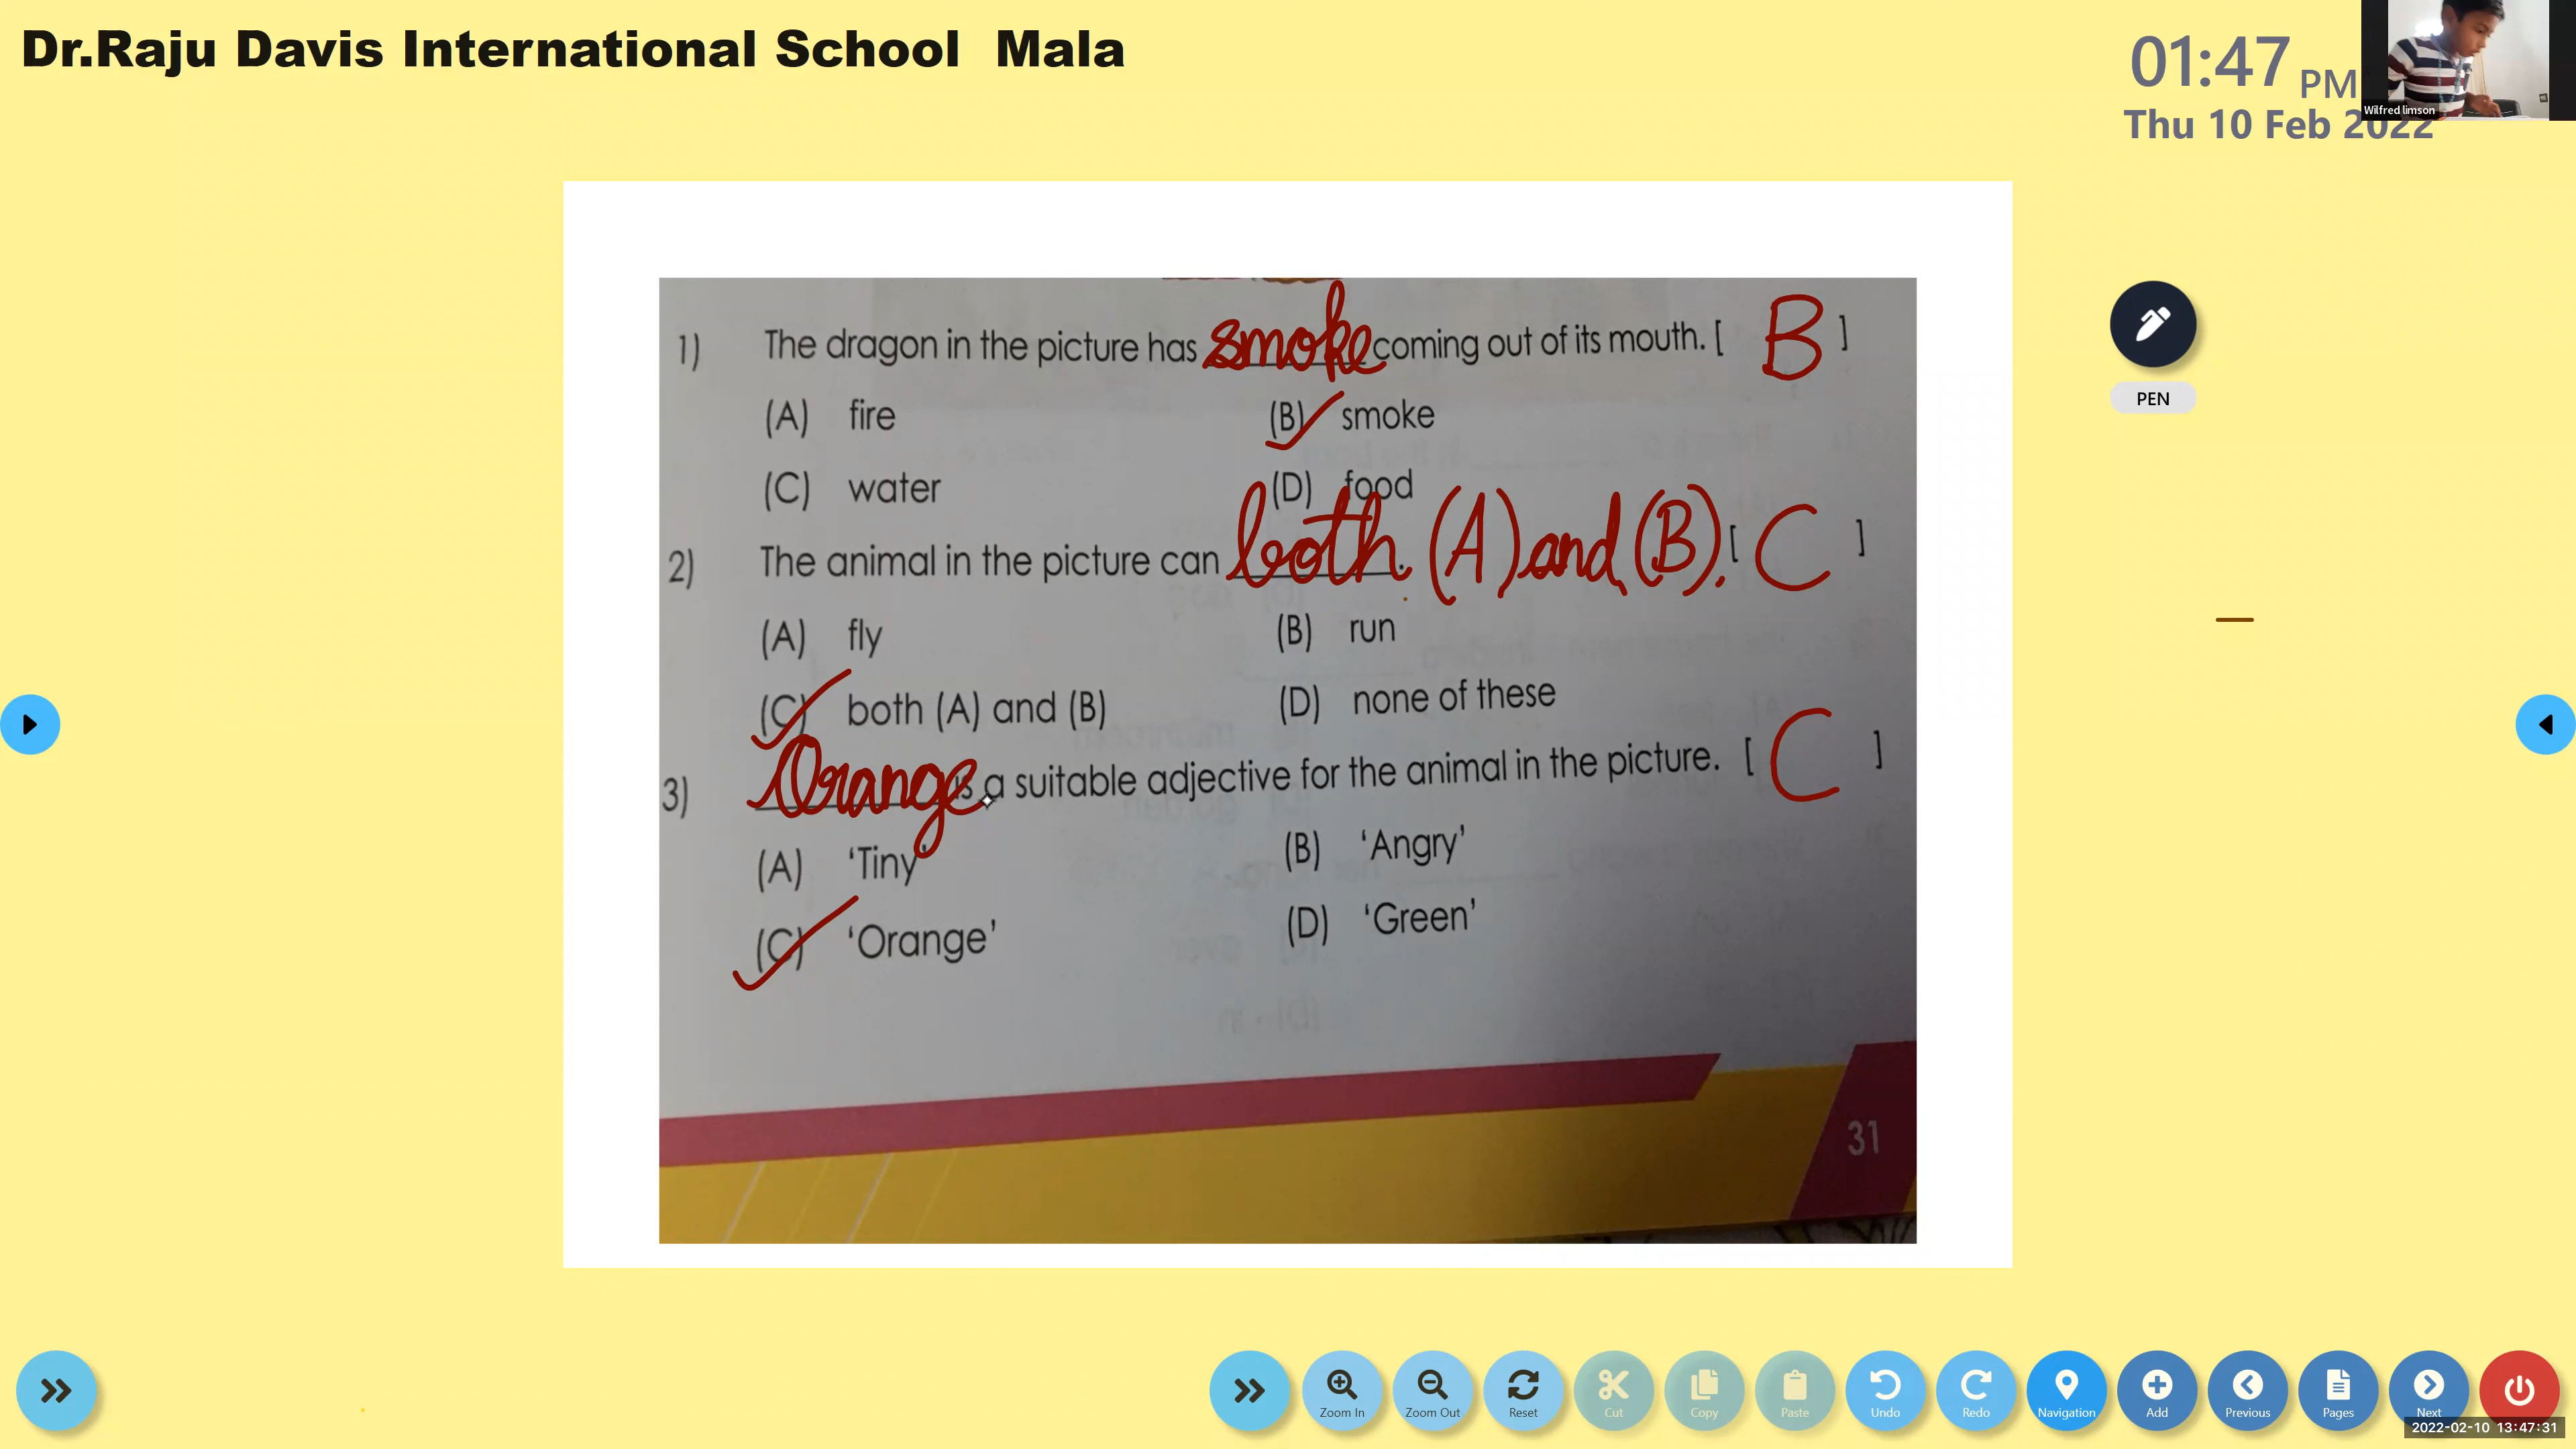 Dr.Raju Davis International School Mala
01:47 PM
Thu 10 Feb 2022
Wilfred limson
PEN
1) The dragon in the picture has smoke coming out of its mouth. [ B ]
(A) fire (B) smoke
(C) water (D) food
2) The animal in the picture can both (A) and (B). [ C ]
(A) fly (B) run
(C) both (A) and (B) (D) none of these
3) Orange is a suitable adjective for the animal in the picture. [ C ]
(A) 'Tiny' (B) 'Angry'
(C) 'Orange' (D) 'Green'
31
Zoom In Zoom Out Reset Cut Copy Paste Undo Redo Navigation Add Previous Pages Next
2022-02-10 13:47:31